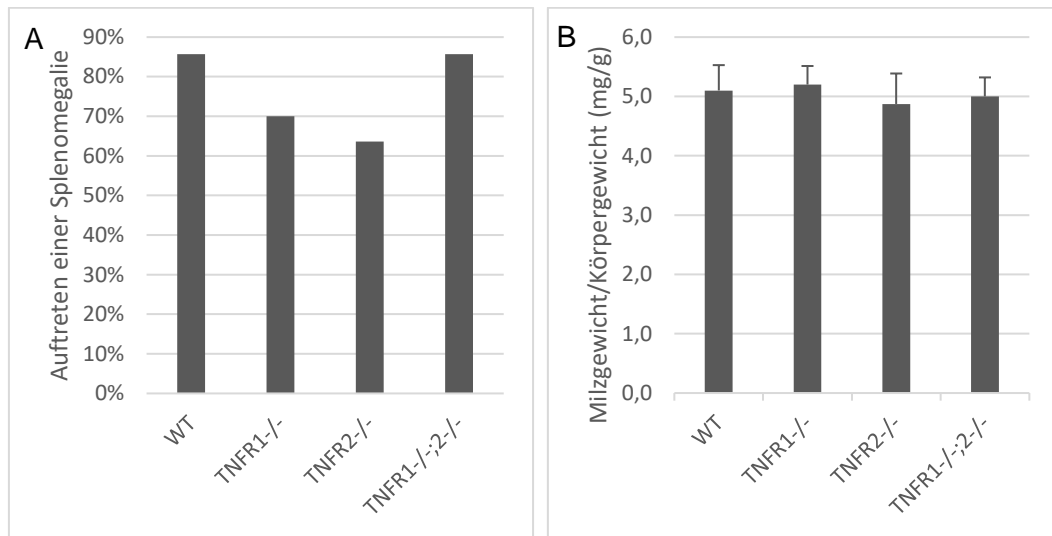 A
Auftreten einer Splenomegalie
90%
80%
70%
60%
50%
40%
30%
20%
10%
0%
WT
TNFR1-/-
TNFR2-/-
TNFR1-/-;2-/-
B
Milzgewicht/Körpergewicht (mg/g)
6,0
5,0
4,0
3,0
2,0
1,0
0,0
WT
TNFR1-/-
TNFR2-/-
TNFR1-/-;2-/-